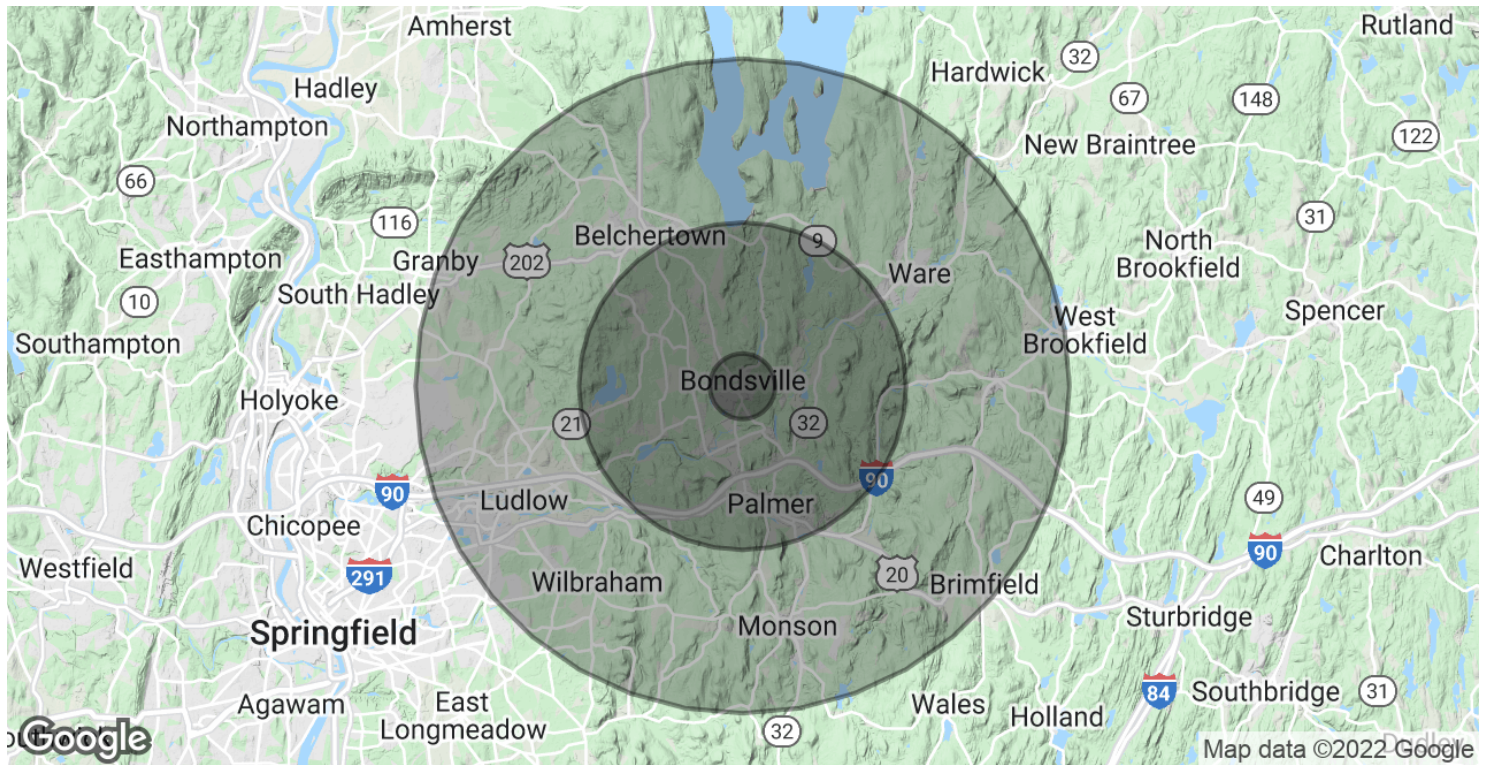 Amherst
Rutland
32
Hardwick
Hadley
67
148
Northampton
122
New Braintree
66
116
31
Belchertown
9
North
Brookfield
Easthampton
Granby
202
Ware
South Hadley
10
Spencer
West
Brookfield
Southampton
Bondsville
Holyoke
21
32
90
90
Ludlow
Palmer
49
Chicopee
90
Charlton
Westfield
291
Wilbraham
20
Brimfield
Springfield
Monson
Sturbridge
84
Southbridge
31
Agawam
East
Longmeadow
Wales
Holland
32
Google
Dudley
Map data ©2022 Google